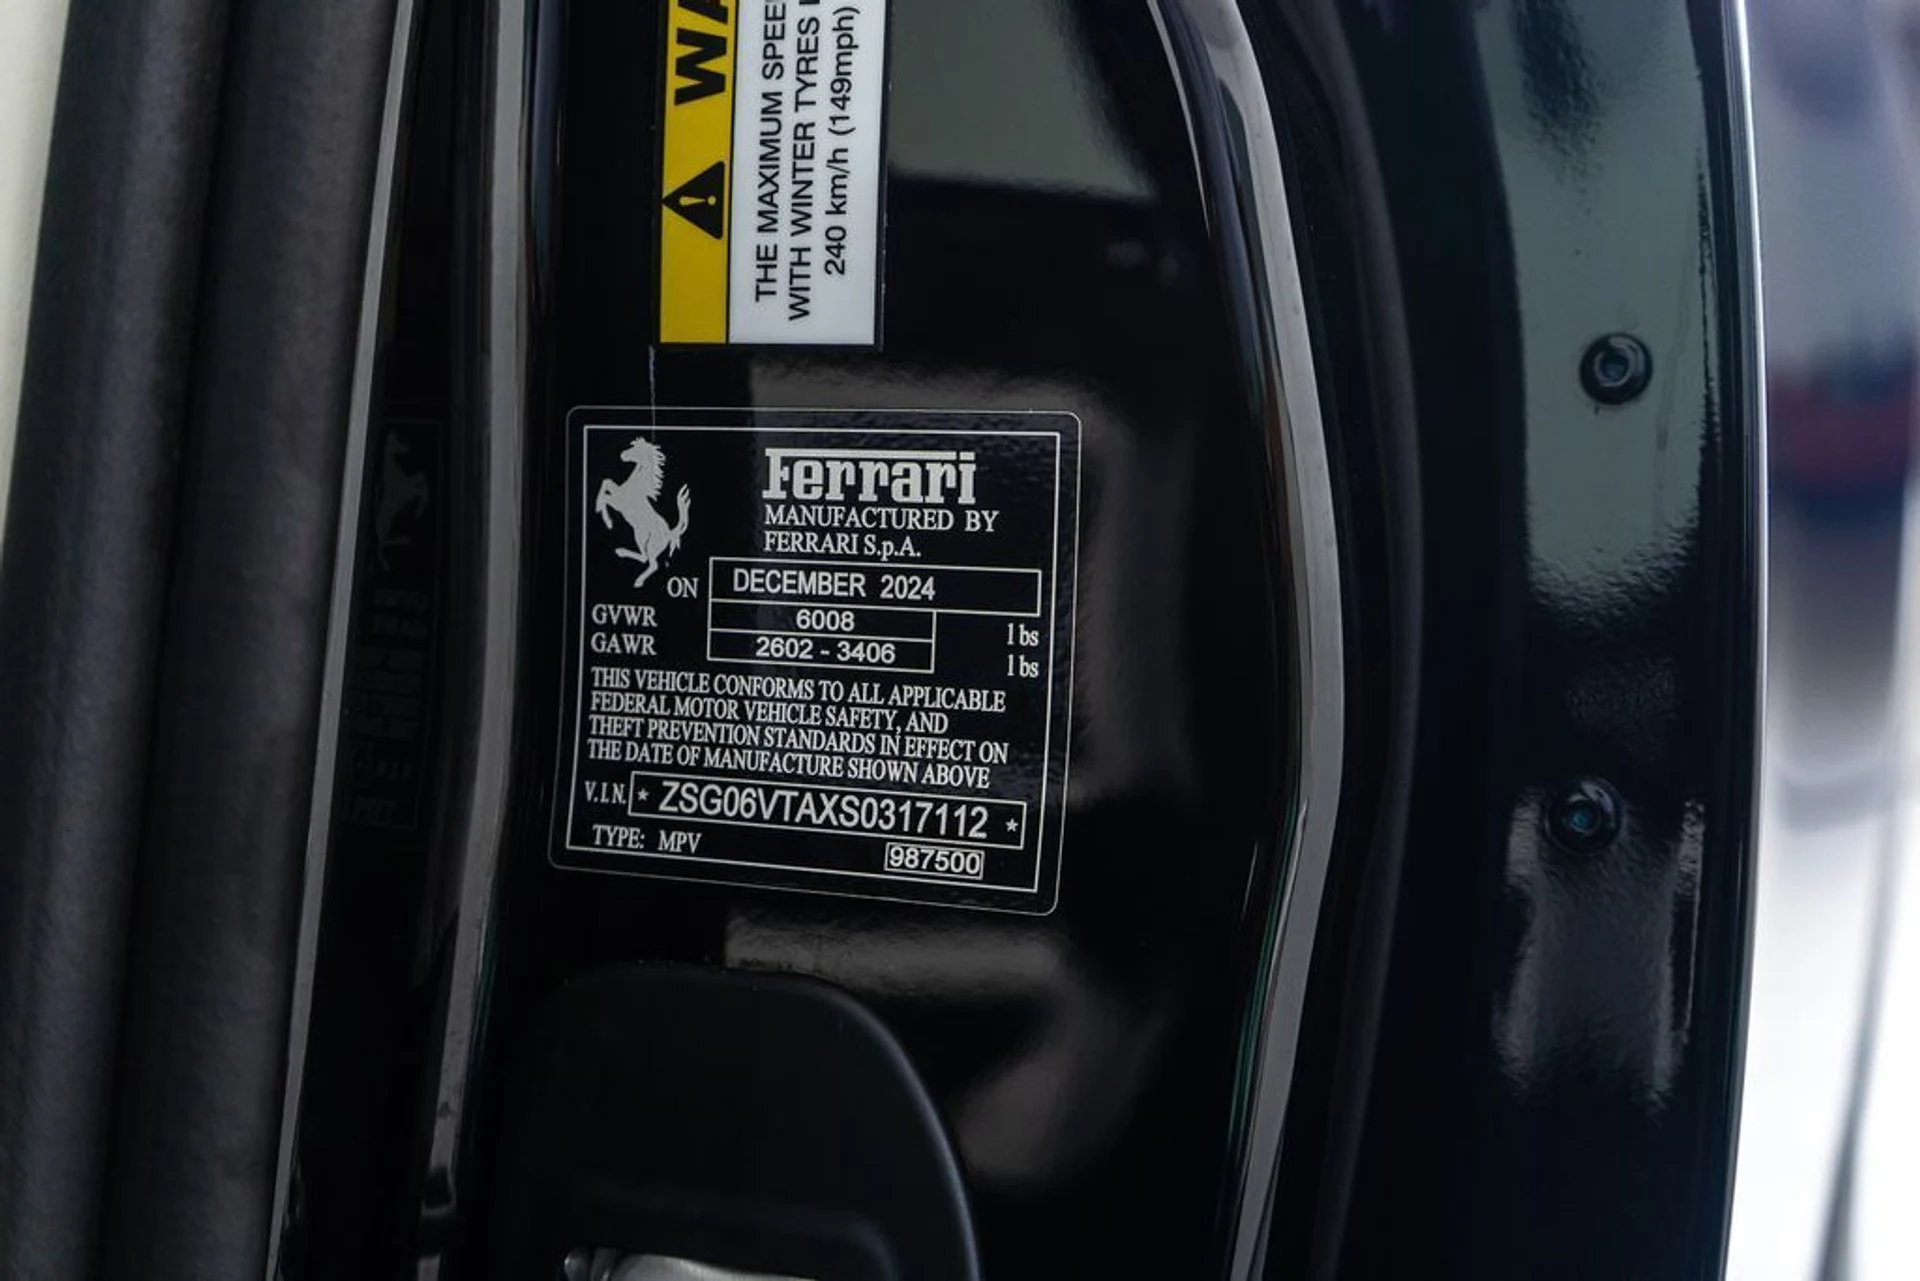 WA
THE MAXIMUM SPEE
WITH WINTER TYRES
240 km/h (149mph)
Ferrari
MANUFACTURED BY
FERRARI S.p.A.
ON DECEMBER 2024
GVWR 6008 lbs
GAWR 2602 - 3406 lbs
THIS VEHICLE CONFORMS TO ALL APPLICABLE
FEDERAL MOTOR VEHICLE SAFETY, AND
THEFT PREVENTION STANDARDS IN EFFECT ON
THE DATE OF MANUFACTURE SHOWN ABOVE
V.I.N. * ZSG06VTAXS0317112 *
TYPE: MPV
987500